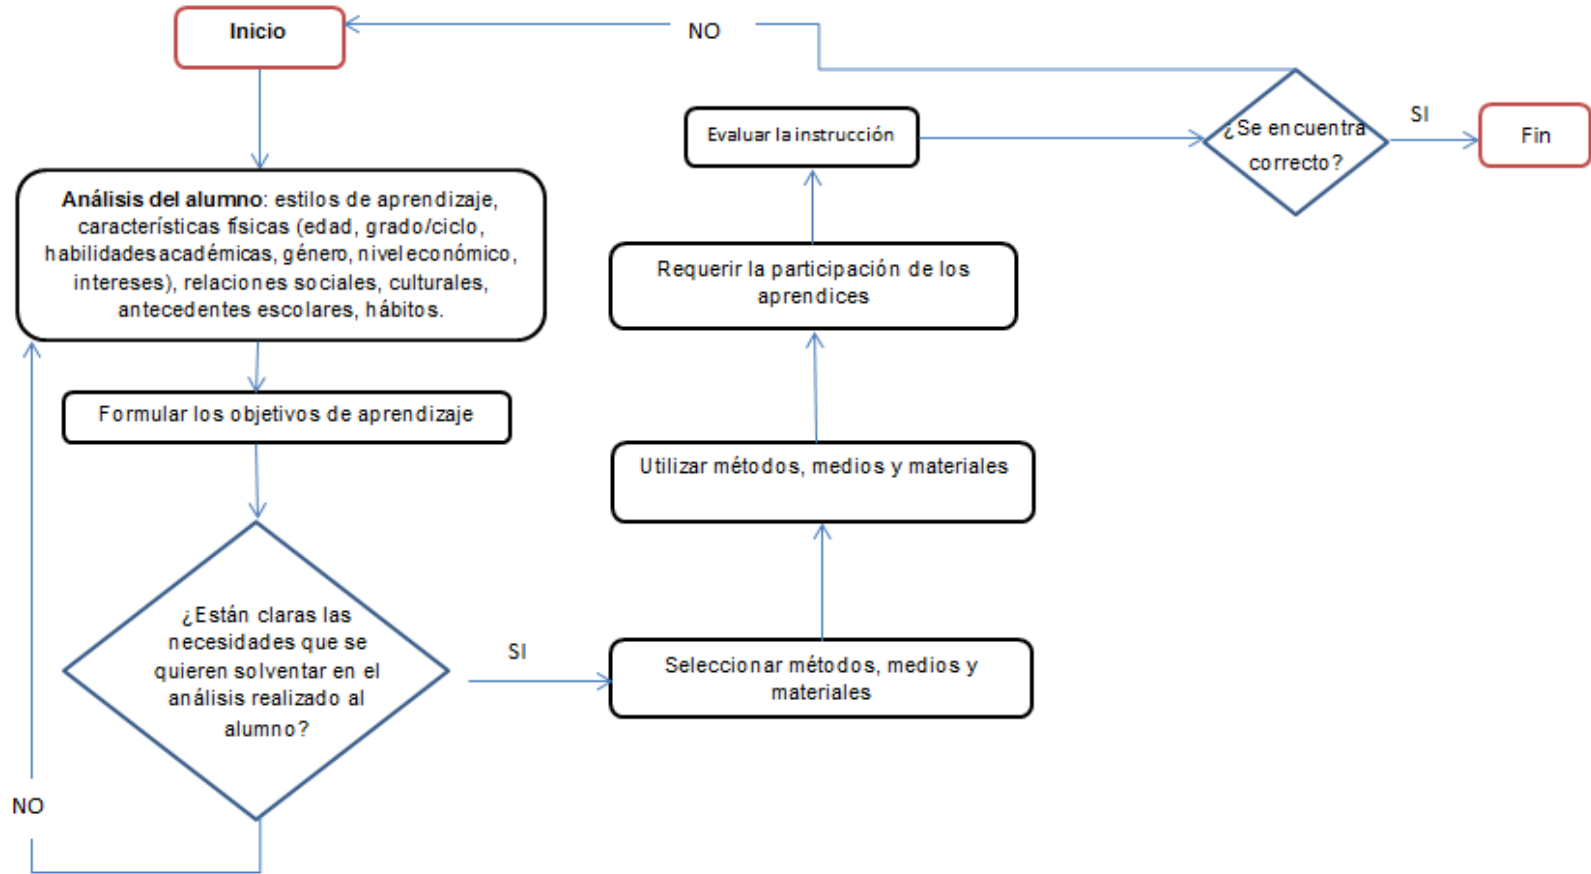 Inicio
Análisis del alumno: estilos de aprendizaje,
características físicas (edad, grado/ciclo,
habilidades académicas, género, nivel económico,
intereses), relaciones sociales, culturales,
antecedentes escolares, hábitos.
Formular los objetivos de aprendizaje
¿Están claras las
necesidades que se
quieren solventar en el
análisis realizado al
alumno?
NO
SI
Seleccionar métodos, medios y
materiales
Utilizar métodos, medios y materiales
Requerir la participación de los
aprendices
Evaluar la instrucción
¿Se encuentra
correcto?
NO
SI
Fin